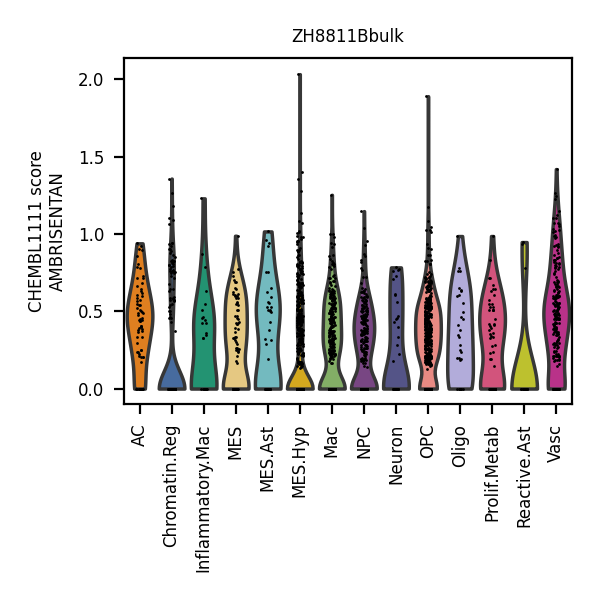 ZH8811Bbulk
CHEMBL1111 score
AMBRISENTAN
2.0
1.5
1.0
0.5
0.0
AC
Chromatin.Reg
Inflammatory.Mac
MES
MES.Ast
MES.Hyp
Mac
NPC
Neuron
OPC
Oligo
Prolif.Metab
Reactive.Ast
Vasc